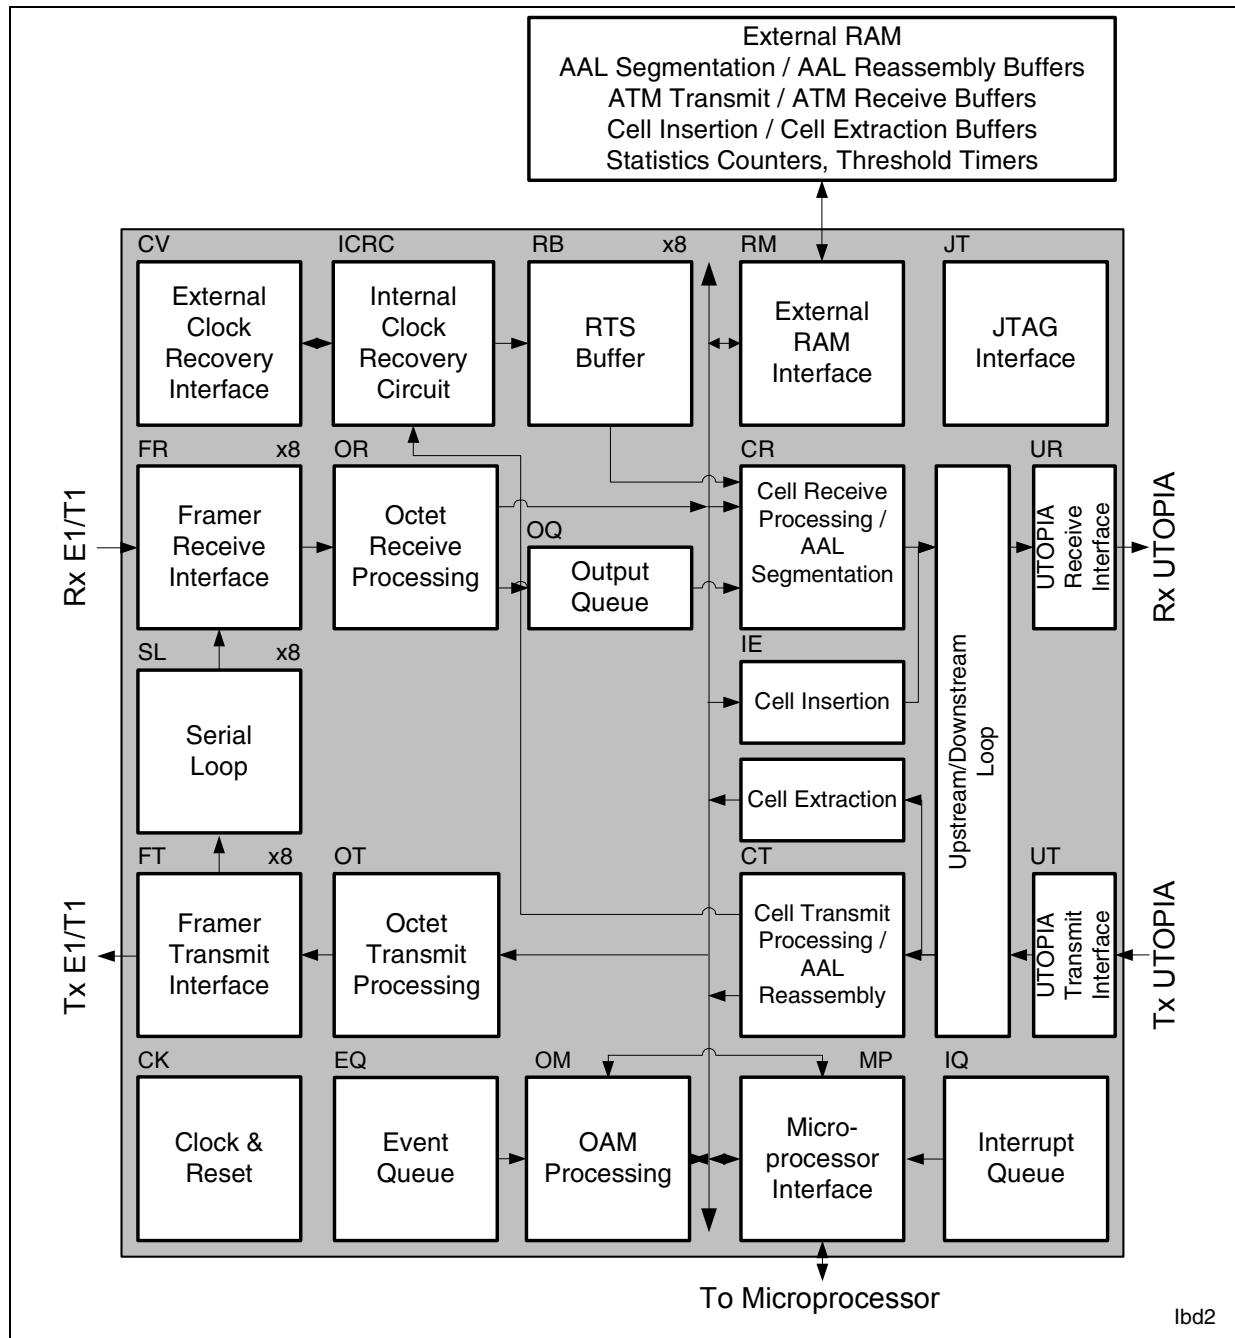 External RAM
AAL Segmentation / AAL Reassembly Buffers
ATM Transmit / ATM Receive Buffers
Cell Insertion / Cell Extraction Buffers
Statistics Counters, Threshold Timers
CV
ICRC
RB
x8
RM
JT
External
Clock
Recovery
Interface
Internal
Clock
Recovery
Circuit
RTS
Buffer
External
RAM
Interface
JTAG
Interface
FR
x8
OR
CR
UR
Rx E1/T1
Framer
Receive
Interface
Octet
Receive
Processing
OQ
Output
Queue
Cell Receive
Processing /
AAL
Segmentation
UTOPIA
Receive
Interface
Rx UTOPIA
SL
x8
IE
Serial
Loop
Cell Insertion
Cell Extraction
Upstream/Downstream
Loop
FT
x8
OT
CT
UT
Tx E1/T1
Framer
Transmit
Interface
Octet
Transmit
Processing
Cell Transmit
Processing /
AAL
Reassembly
UTOPIA
Transmit
Interface
Tx UTOPIA
CK
EQ
OM
MP
IQ
Clock &
Reset
Event
Queue
OAM
Processing
Micro-
processor
Interface
Interrupt
Queue
To Microprocessor
Ibd2